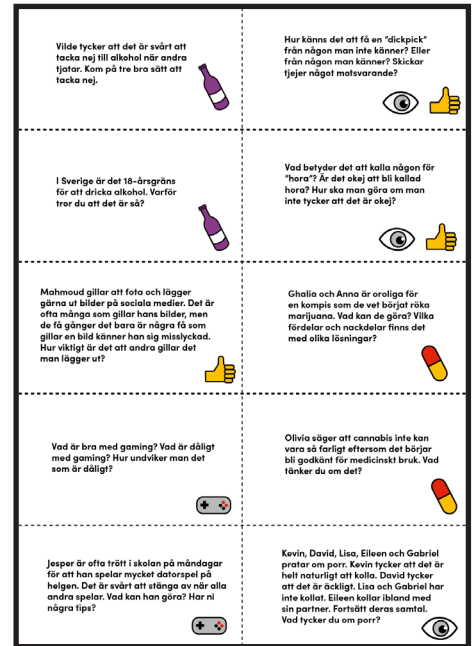 Vilde tycker att det är svårt att
tacka nej till alkohol när andra
tjatar. Kom på tre bra sätt att
tacka nej.
Hur känns det att få en "dickpick"
från någon man inte känner? Eller
från någon man känner? Skickar
tjejer något motsvarande?
I Sverige är det 18-årsgräns
för att dricka alkohol. Varför
tror du att det är så?
Vad betyder det att kalla någon för
"hora"? Är det okej att bli kallad
hora? Hur ska man göra om man
inte tycker att det är okej?
Mahmoud gillar att fota och lägger
gärna ut bilder på sociala medier. Det är
ofta många som gillar hans bilder, men
de få gånger det bara är några få som
gillar en bild känner han sig misslyckad.
Hur viktigt är det att andra gillar det
man lägger ut?
Ghalia och Anna är oroliga för
en kompis som de vet börjat röka
marijuana. Vad kan de göra? Vilka
fördelar och nackdelar finns det
med olika lösningar?
Vad är bra med gaming? Vad är dåligt
med gaming? Hur undviker man det
som är dåligt?
Olivia säger att cannabis inte kan
vara så farligt eftersom det börjar
bli godkänt för medicinskt bruk. Vad
tänker du om det?
Jesper är ofta trött i skolan på måndagar
för att han spelar mycket datorspel på
helgen. Det är svårt att stänga av när alla
andra spelar. Vad kan han göra? Har ni
några tips?
Kevin, David, Lisa, Eileen och Gabriel
pratar om porr. Kevin tycker att det är
helt naturligt att kolla. David tycker
att det är äckligt. Lisa och Gabriel har
inte kollat. Eileen kollar ibland med
sin partner. Fortsätt deras samtal.
Vad tycker du om porr?